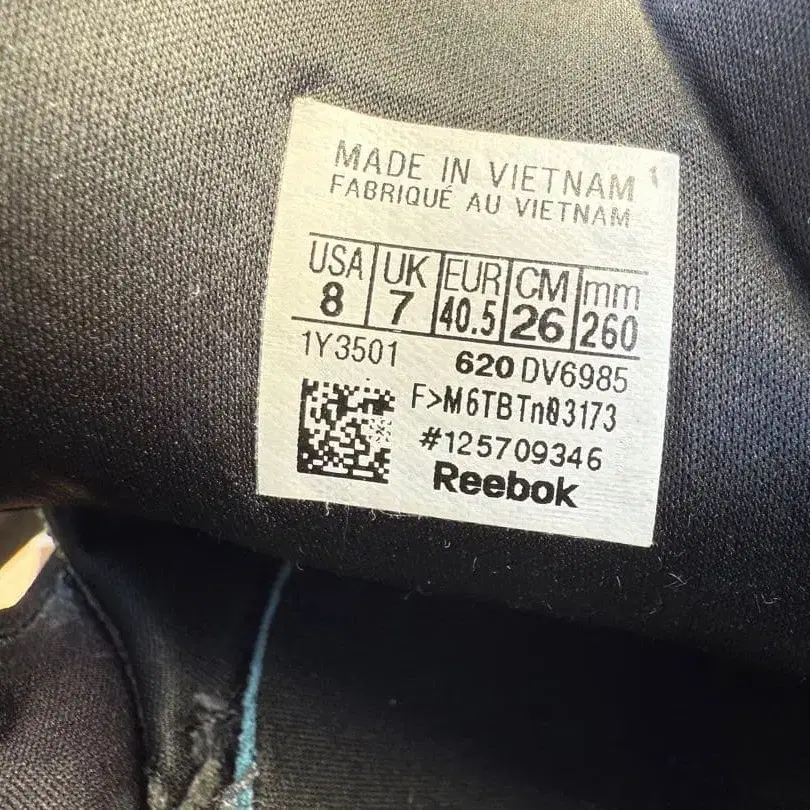 MADE IN VIETNAM
FABRIQUÉ AU VIETNAM
USA UK EUR CM mm
8 7 40.5 26 260
1Y3501 620 DV6985
F>M6TBTn03173
#125709346
Reebok